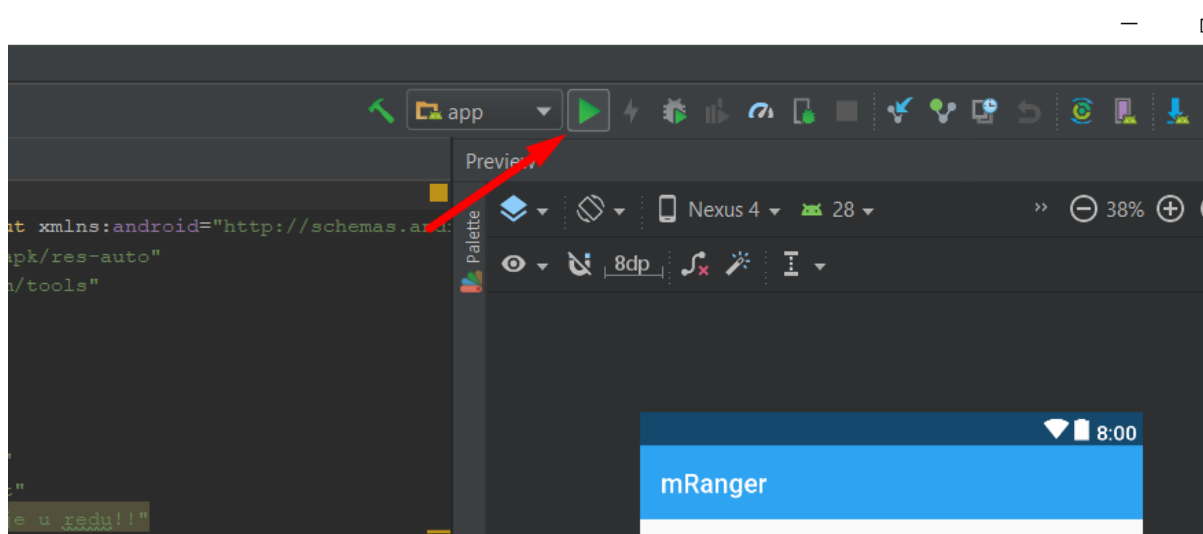 app
Preview
ut xmlns:android="http://schemas.and
Nexus 4
28
»
38%
Palette
apk/res-auto"
8dp
n/tools"
8:00
mRanger
"
t"
je u redu!!"